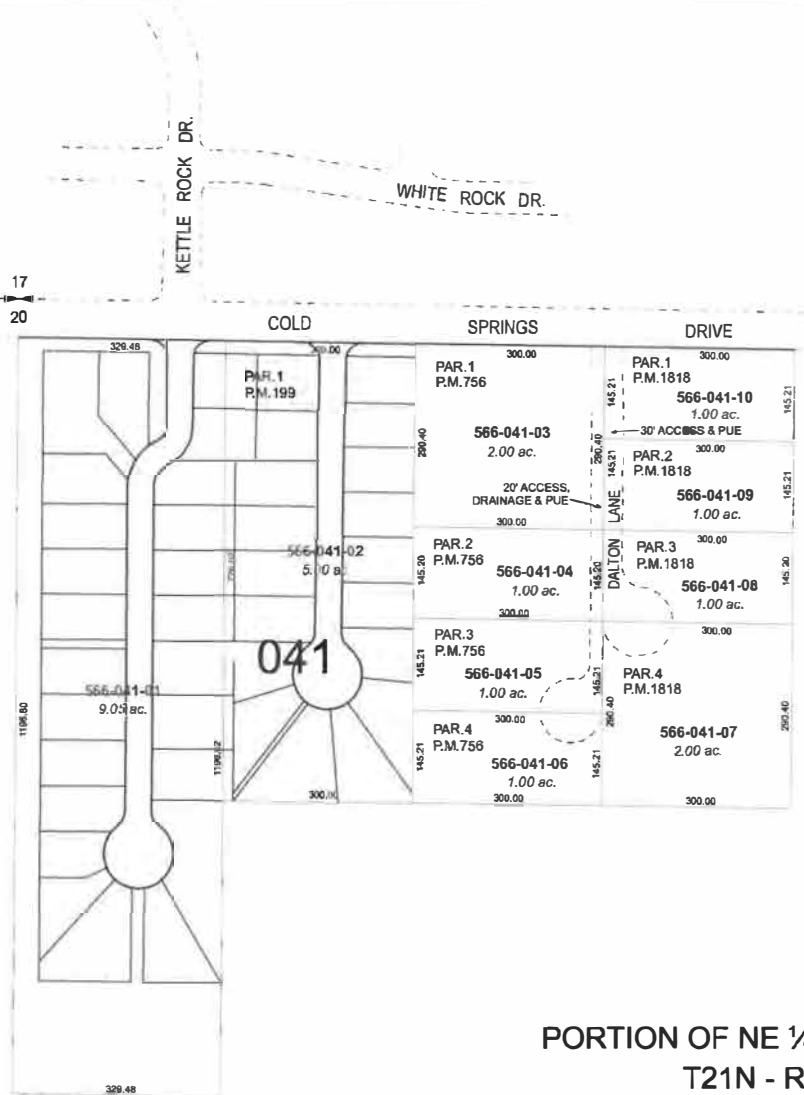 KETTLE ROCK DR.
WHITE ROCK DR.
17
20
COLD SPRINGS DRIVE
329.48
300.00
300.00
PAR.1
P.M.199
PAR.1
P.M.756
PAR.1
P.M.1818
145.21
145.21
566-041-10
1.00 ac.
566-041-03
2.00 ac.
290.40
290.40
30' ACCESS & PUE
300.00
PAR.2
P.M.1818
145.21
145.21
20' ACCESS,
DRAINAGE & PUE
566-041-09
1.00 ac.
DALTON LANE
300.00
300.00
566-041-02
PAR.2
P.M.756
PAR.3
P.M.1818
145.20
566-041-04
1.00 ac.
145.20
566-041-08
1.00 ac.
300.00
300.00
041
PAR.3
P.M.756
566-041-05
1.00 ac.
145.21
145.21
PAR.4
P.M.1818
566-041-01
9.05 ac.
1196.80
300.00
290.40
290.40
PAR.4
P.M.756
566-041-07
2.00 ac.
566-041-06
1.00 ac.
145.21
145.21
300.00
300.00
PORTION OF NE ¼
T21N - R
329.48